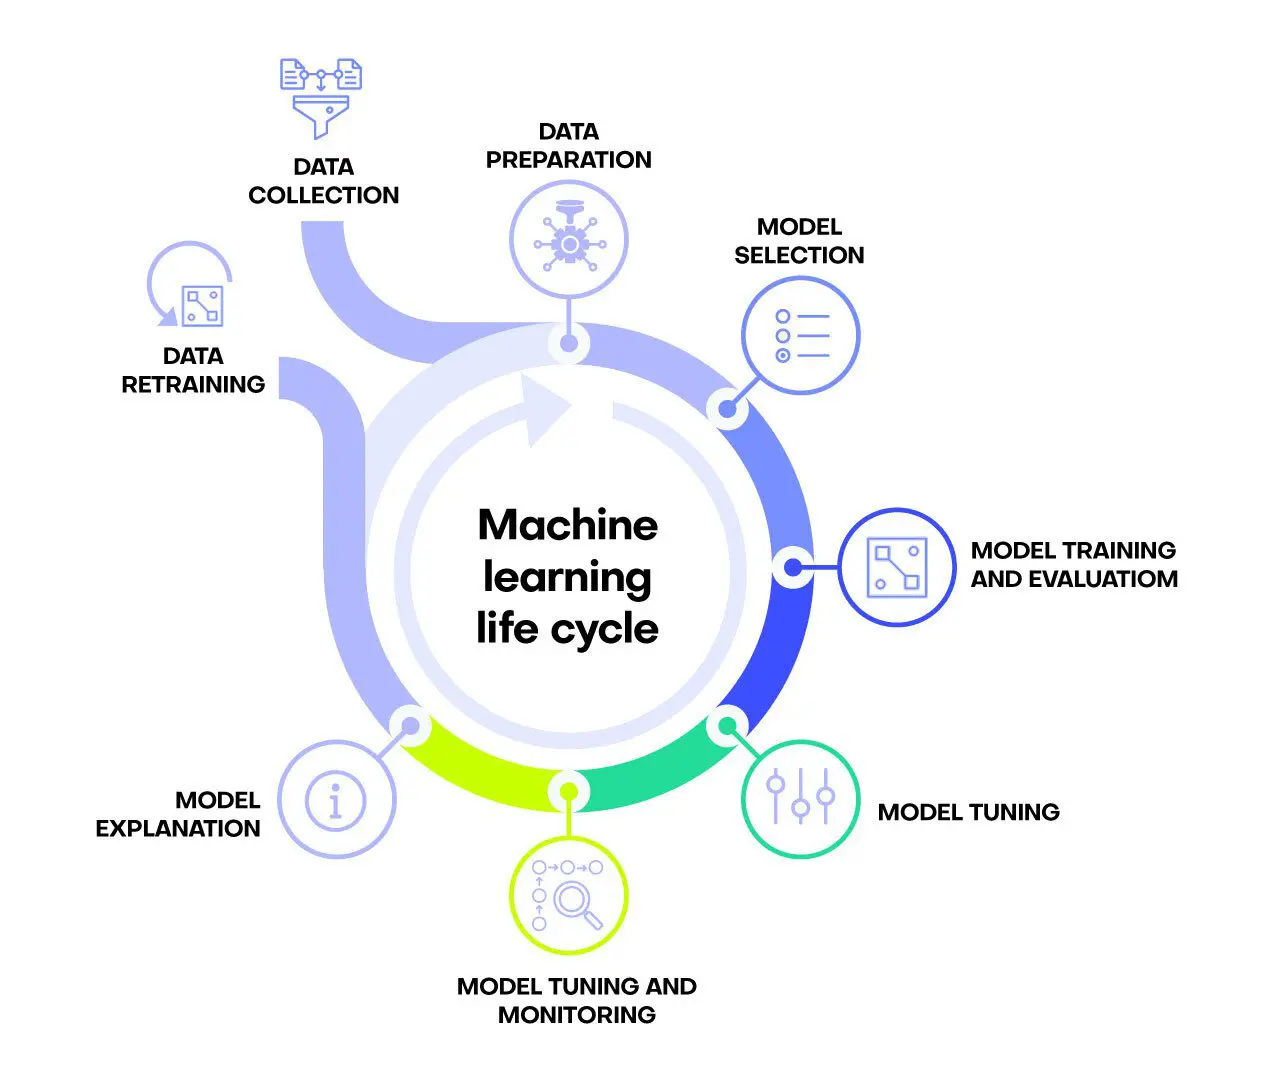 DATA
COLLECTION
DATA
PREPARATION
MODEL
SELECTION
MODEL TRAINING
AND EVALUATIOM
MODEL TUNING
MODEL TUNING AND
MONITORING
MODEL
EXPLANATION
DATA
RETRAINING
Machine
learning
life cycle